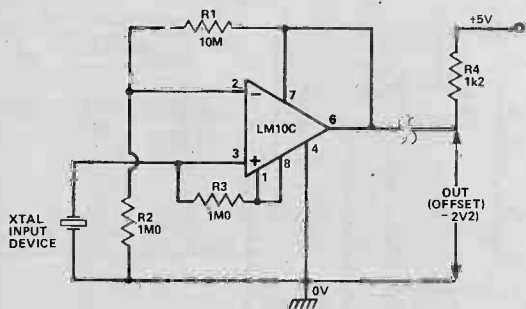 R1
10M
+5V
R4
1k2
2
7
6
LM10C
3
+
8
4
1
R3
1M0
XTAL
INPUT
DEVICE
R2
1M0
OUT
(OFFSET)
- 2V2)
0V